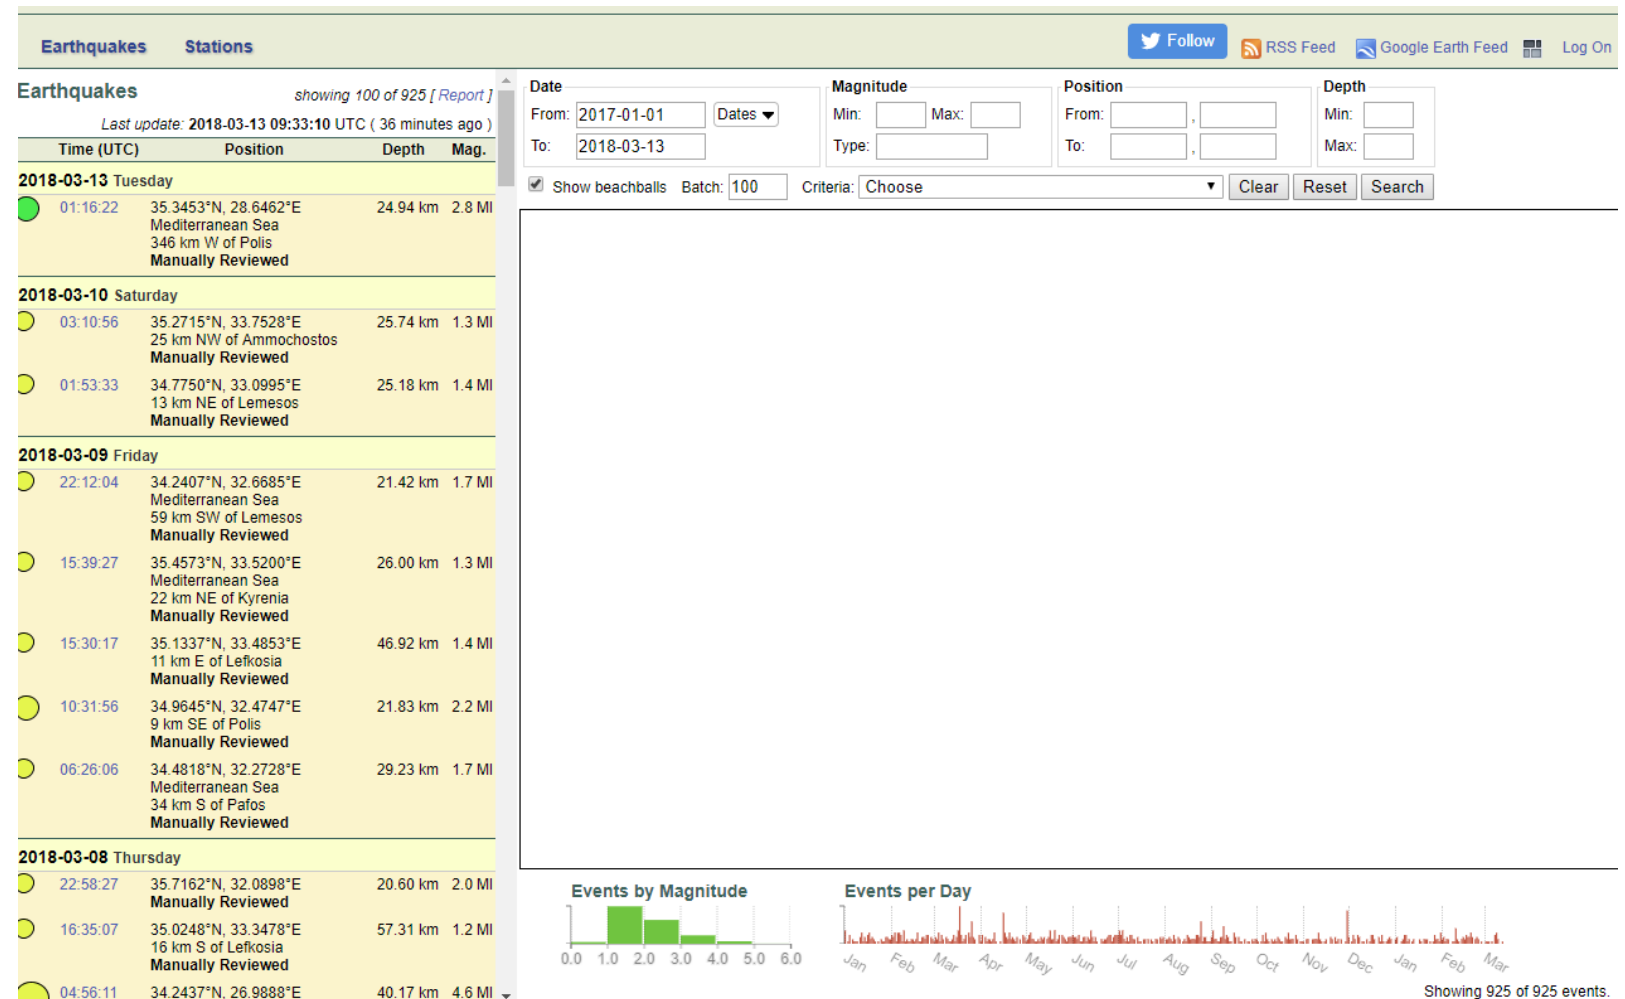 Earthquakes Stations Follow RSS Feed Google Earth Feed Log On
Earthquakes showing 100 of 925 [ Report ]
Last update: 2018-03-13 09:33:10 UTC ( 36 minutes ago )
Time (UTC) Position Depth Mag.
2018-03-13 Tuesday
01:16:22 35.3453°N, 28.6462°E 24.94 km 2.8 Ml
Mediterranean Sea
346 km W of Polis
Manually Reviewed
2018-03-10 Saturday
03:10:56 35.2715°N, 33.7528°E 25.74 km 1.3 Ml
25 km NW of Ammochostos
Manually Reviewed
01:53:33 34.7750°N, 33.0995°E 25.18 km 1.4 Ml
13 km NE of Lemesos
Manually Reviewed
2018-03-09 Friday
22:12:04 34.2407°N, 32.6685°E 21.42 km 1.7 Ml
Mediterranean Sea
59 km SW of Lemesos
Manually Reviewed
15:39:27 35.4573°N, 33.5200°E 26.00 km 1.3 Ml
Mediterranean Sea
22 km NE of Kyrenia
Manually Reviewed
15:30:17 35.1337°N, 33.4853°E 46.92 km 1.4 Ml
11 km E of Lefkosia
Manually Reviewed
10:31:56 34.9645°N, 32.4747°E 21.83 km 2.2 Ml
9 km SE of Polis
Manually Reviewed
06:26:06 34.4818°N, 32.2728°E 29.23 km 1.7 Ml
Mediterranean Sea
34 km S of Pafos
Manually Reviewed
2018-03-08 Thursday
22:58:27 35.7162°N, 32.0898°E 20.60 km 2.0 Ml
Manually Reviewed
16:35:07 35.0248°N, 33.3478°E 57.31 km 1.2 Ml
16 km S of Lefkosia
Manually Reviewed
04:56:11 34.2437°N, 26.9888°E 40.17 km 4.6 Ml
Date Magnitude Position Depth
From: 2017-01-01 Dates Min: Max: From: , Min:
To: 2018-03-13 Type: To: , Max:
Show beachballs Batch: 100 Criteria: Choose Clear Reset Search
Events by Magnitude
0.0 1.0 2.0 3.0 4.0 5.0 6.0
Events per Day
Jan Feb Mar Apr May Jun Jul Aug Sep Oct Nov Dec Jan Feb Mar
Showing 925 of 925 events.